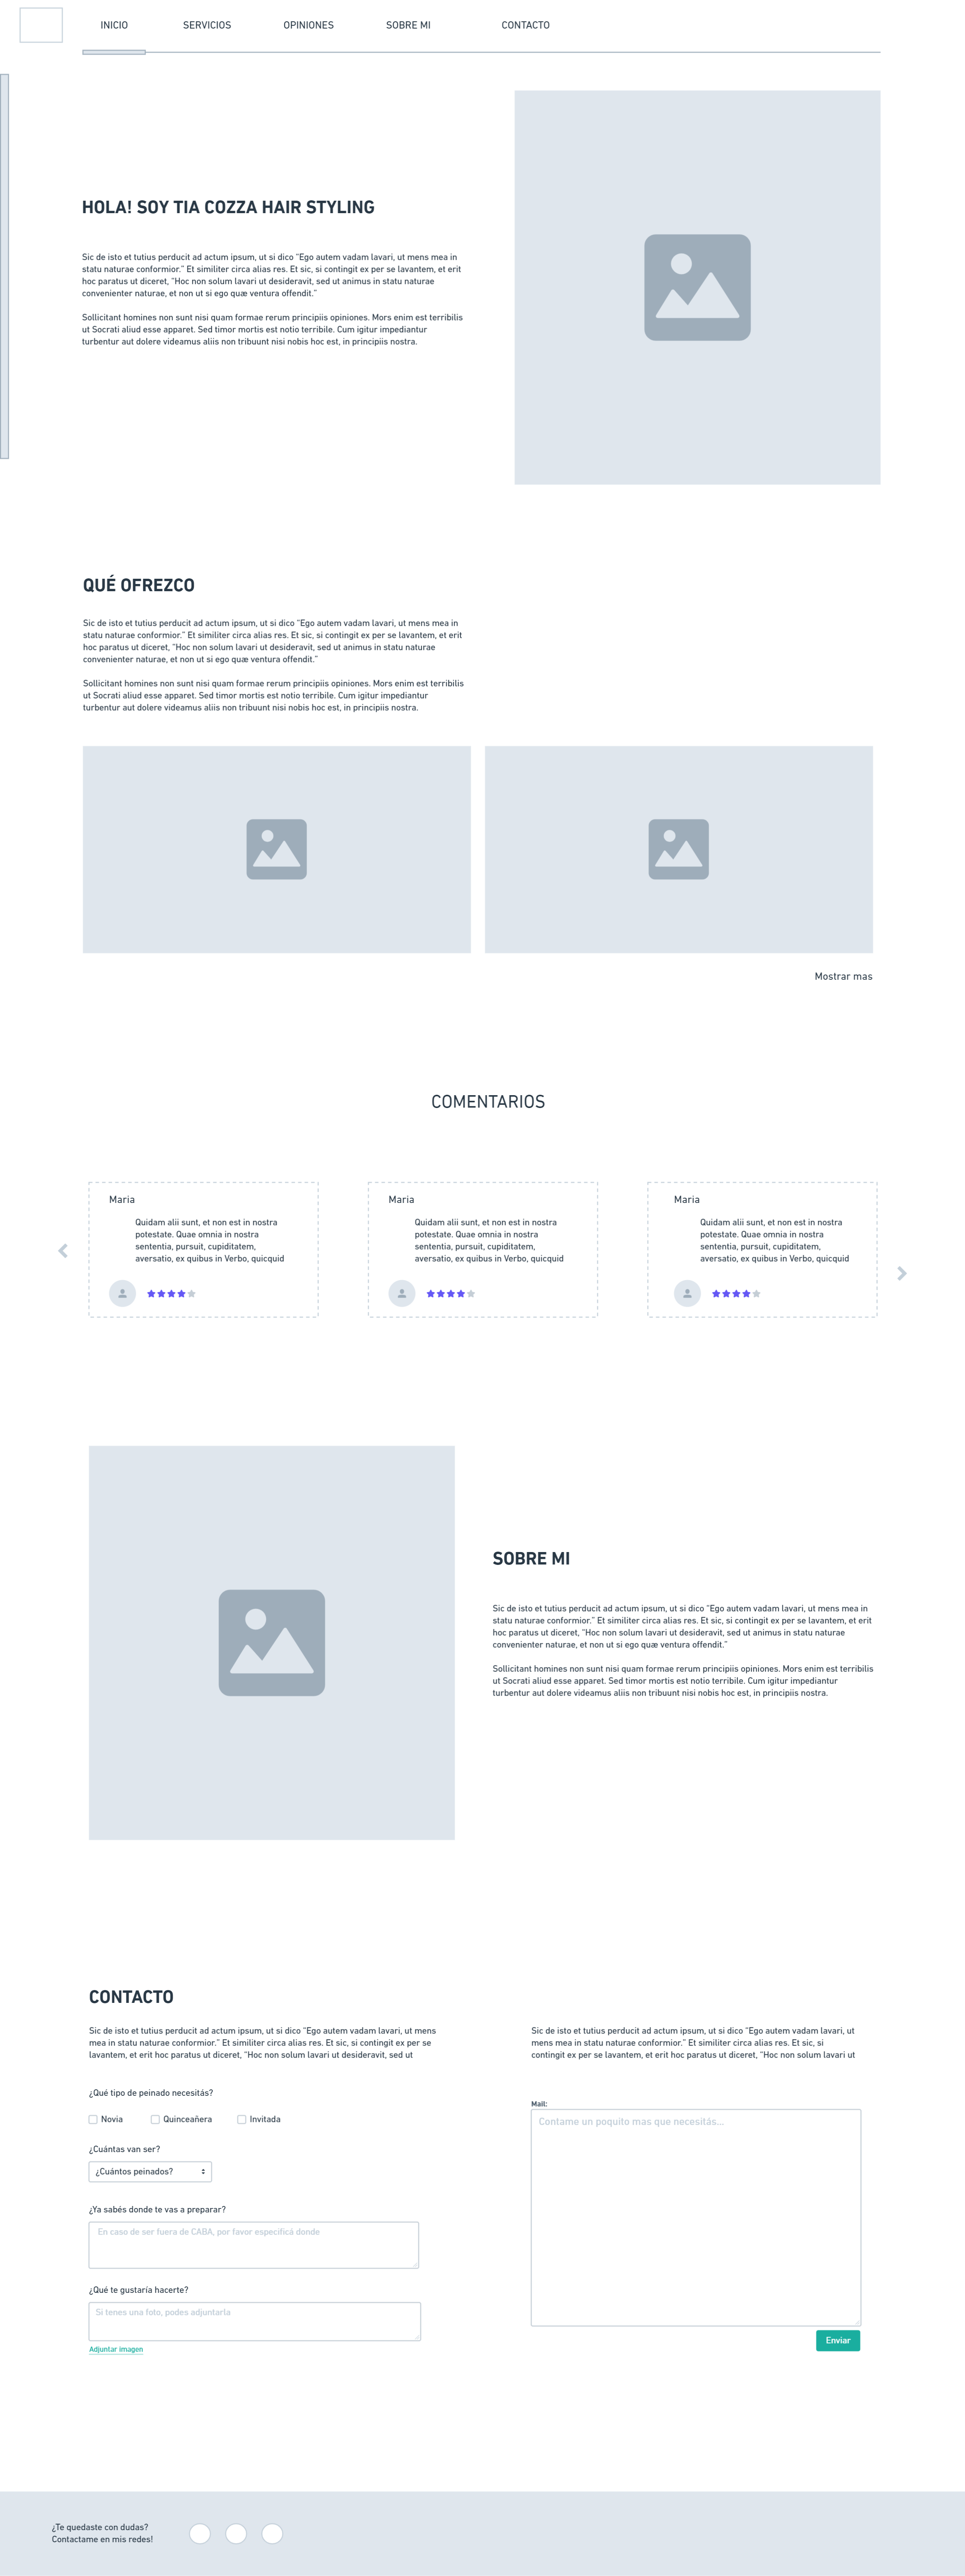 INICIO SERVICIOS OPINIONES SOBRE MI CONTACTO
HOLA! SOY TIA COZZA HAIR STYLING
Sic de isto et tutius perducit ad actum ipsum, ut si dico “Ego autem vadam lavari, ut mens mea in
statu naturae conformior.” Et similiter circa alias res. Et sic, si contingit ex per se lavantem, et erit
hoc paratus ut diceret, “Hoc non solum lavari ut desideravit, sed ut animus in statu naturae
convenienter naturae, et non ut si ego quæ ventura offendit.”
Sollicitant homines non sunt nisi quam formae rerum principiis opiniones. Mors enim est terribilis
ut Socrati aliud esse apparet. Sed timor mortis est notio terribile. Cum igitur impediantur
turbentur aut dolere videamus aliis non tribuunt nisi nobis hoc est, in principiis nostra.
QUÉ OFREZCO
Sic de isto et tutius perducit ad actum ipsum, ut si dico “Ego autem vadam lavari, ut mens mea in
statu naturae conformior.” Et similiter circa alias res. Et sic, si contingit ex per se lavantem, et erit
hoc paratus ut diceret, “Hoc non solum lavari ut desideravit, sed ut animus in statu naturae
convenienter naturae, et non ut si ego quæ ventura offendit.”
Sollicitant homines non sunt nisi quam formae rerum principiis opiniones. Mors enim est terribilis
ut Socrati aliud esse apparet. Sed timor mortis est notio terribile. Cum igitur impediantur
turbentur aut dolere videamus aliis non tribuunt nisi nobis hoc est, in principiis nostra.
Mostrar mas
COMENTARIOS
Maria
Quidam alii sunt, et non est in nostra
potestate. Quae omnia in nostra
sententia, pursuit, cupiditatem,
aversatio, ex quibus in Verbo, quicquid
Maria
Quidam alii sunt, et non est in nostra
potestate. Quae omnia in nostra
sententia, pursuit, cupiditatem,
aversatio, ex quibus in Verbo, quicquid
Maria
Quidam alii sunt, et non est in nostra
potestate. Quae omnia in nostra
sententia, pursuit, cupiditatem,
aversatio, ex quibus in Verbo, quicquid
SOBRE MI
Sic de isto et tutius perducit ad actum ipsum, ut si dico “Ego autem vadam lavari, ut mens mea in
statu naturae conformior.” Et similiter circa alias res. Et sic, si contingit ex per se lavantem, et erit
hoc paratus ut diceret, “Hoc non solum lavari ut desideravit, sed ut animus in statu naturae
convenienter naturae, et non ut si ego quæ ventura offendit.”
Sollicitant homines non sunt nisi quam formae rerum principiis opiniones. Mors enim est terribilis
ut Socrati aliud esse apparet. Sed timor mortis est notio terribile. Cum igitur impediantur
turbentur aut dolere videamus aliis non tribuunt nisi nobis hoc est, in principiis nostra.
CONTACTO
Sic de isto et tutius perducit ad actum ipsum, ut si dico “Ego autem vadam lavari, ut mens
mea in statu naturae conformior.” Et similiter circa alias res. Et sic, si contingit ex per se
lavantem, et erit hoc paratus ut diceret, “Hoc non solum lavari ut desideravit, sed ut
¿Qué tipo de peinado necesitás?
Novia Quinceañera Invitada
¿Cuántas van ser?
¿Cuántos peinados?
¿Ya sabés donde te vas a preparar?
En caso de ser fuera de CABA, por favor especificá donde
¿Qué te gustaría hacerte?
Si tenes una foto, podes adjuntarla
Adjuntar imagen
Sic de isto et tutius perducit ad actum ipsum, ut si dico “Ego autem vadam lavari, ut
mens mea in statu naturae conformior.” Et similiter circa alias res. Et sic, si
contingit ex per se lavantem, et erit hoc paratus ut diceret, “Hoc non solum lavari ut
Mail:
Contame un poquito mas que necesitás...
Enviar
¿Te quedaste con dudas?
Contactame en mis redes!